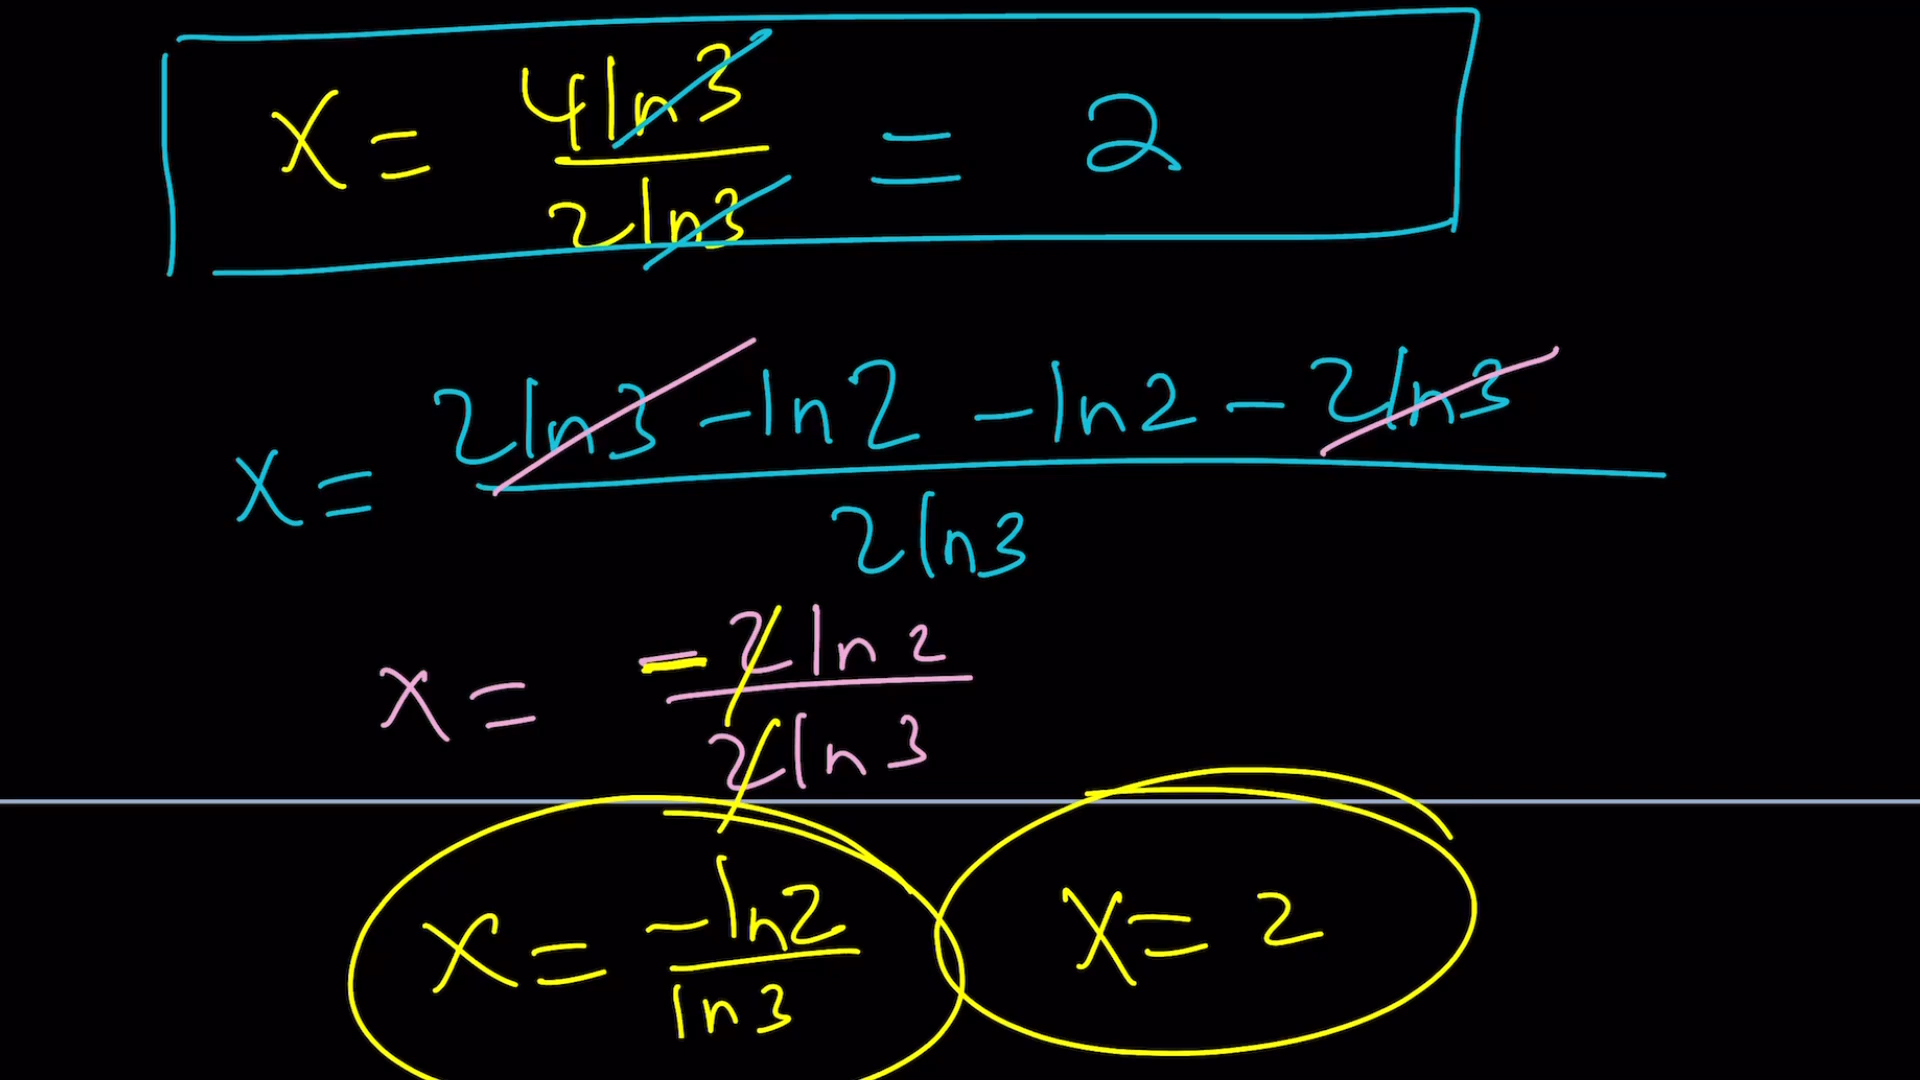 x = 4ln3 / 2ln3 = 2
x = 2ln3 - ln2 - ln2 - 2ln3 / 2ln3
x = -2ln2 / 2ln3
x = -ln2 / ln3 x = 2